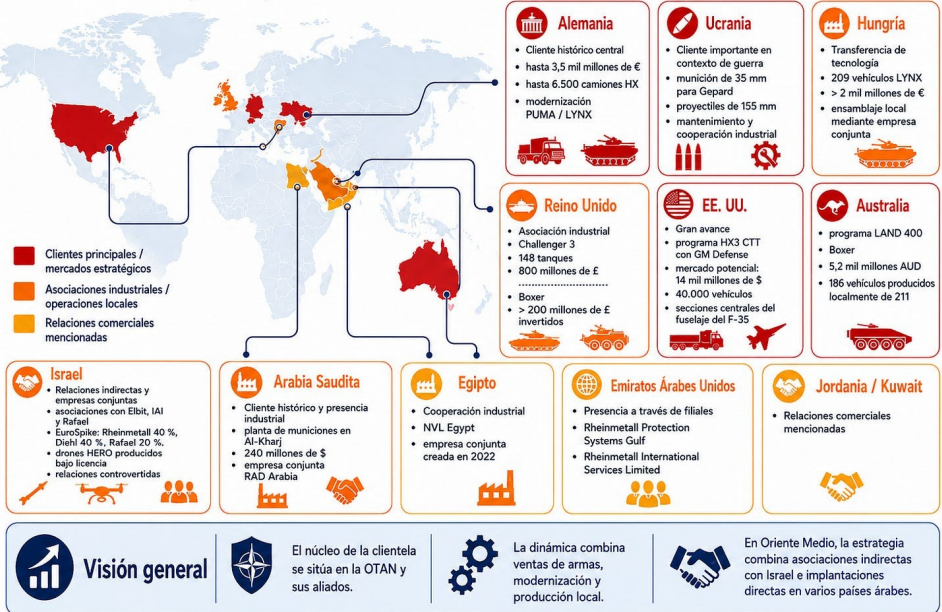 Alemania
• Cliente histórico central
• hasta 3,5 mil millones de €
• hasta 6.500 camiones HX
• modernización
PUMA / LYNX
Ucrania
• Cliente importante en
contexto de guerra
• munición de 35 mm
para Gepard
• proyectiles de 155 mm
• mantenimiento y
cooperación industrial
Hungría
• Transferencia de
tecnología
• 209 vehículos LYNX
• > 2 mil millones de €
• ensamblaje local
mediante empresa
conjunta
Reino Unido
• Asociación industrial
• Challenger 3
• 148 tanques
• 800 millones de £
• Boxer
• > 200 millones de £
invertidos
EE. UU.
• Gran avance
• programa HX3 CTT
con GM Defense
• mercado potencial:
14 mil millones de $
• 40.000 vehículos
• secciones centrales del
fuselaje del F-35
Australia
• programa LAND 400
• Boxer
• 5,2 mil millones AUD
• 186 vehículos producidos
localmente de 211
Clientes principales /
mercados estratégicos
Asociaciones industriales /
operaciones locales
Relaciones comerciales
mencionadas
Israel
• Relaciones indirectas y
empresas conjuntas
• asociaciones con Elbit, IAI
y Rafael
• EuroSpike: Rheinmetall 40 %,
Diehl 40 %, Rafael 20 %.
• drones HERO producidos
bajo licencia
• relaciones controvertidas
Arabia Saudita
• Cliente histórico y presencia
industrial
• planta de municiones en
Al-Kharj
• 240 millones de $
• empresa conjunta
RAD Arabia
Egipto
• Cooperación industrial
• NVL Egypt
• empresa conjunta
creada en 2022
Emiratos Árabes Unidos
• Presencia a través de filiales
• Rheinmetall Protection
Systems Gulf
• Rheinmetall International
Services Limited
Jordania / Kuwait
• Relaciones comerciales
mencionadas
Visión general
El núcleo de la clientela
se sitúa en la OTAN y
sus aliados.
La dinámica combina
ventas de armas,
modernización y
producción local.
En Oriente Medio, la estrategia
combina asociaciones indirectas
con Israel e implantaciones
directas en varios países árabes.